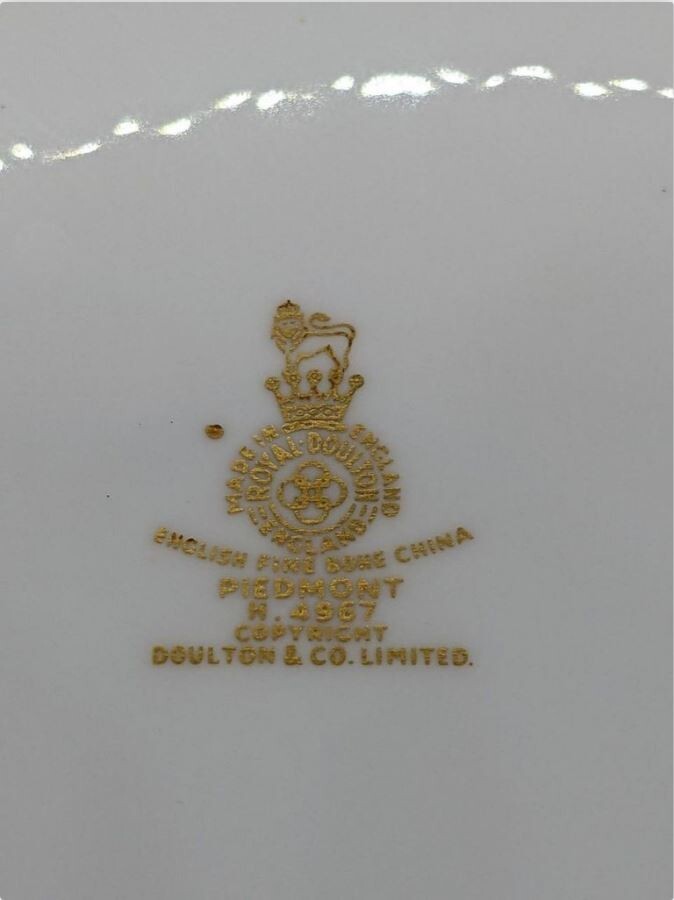 MADE IN ENGLAND
ROYAL·DOULTON
ENGLAND
ENGLISH FINE BONE CHINA
PIEDMONT
H. 4967
COPYRIGHT
DOULTON & CO. LIMITED.